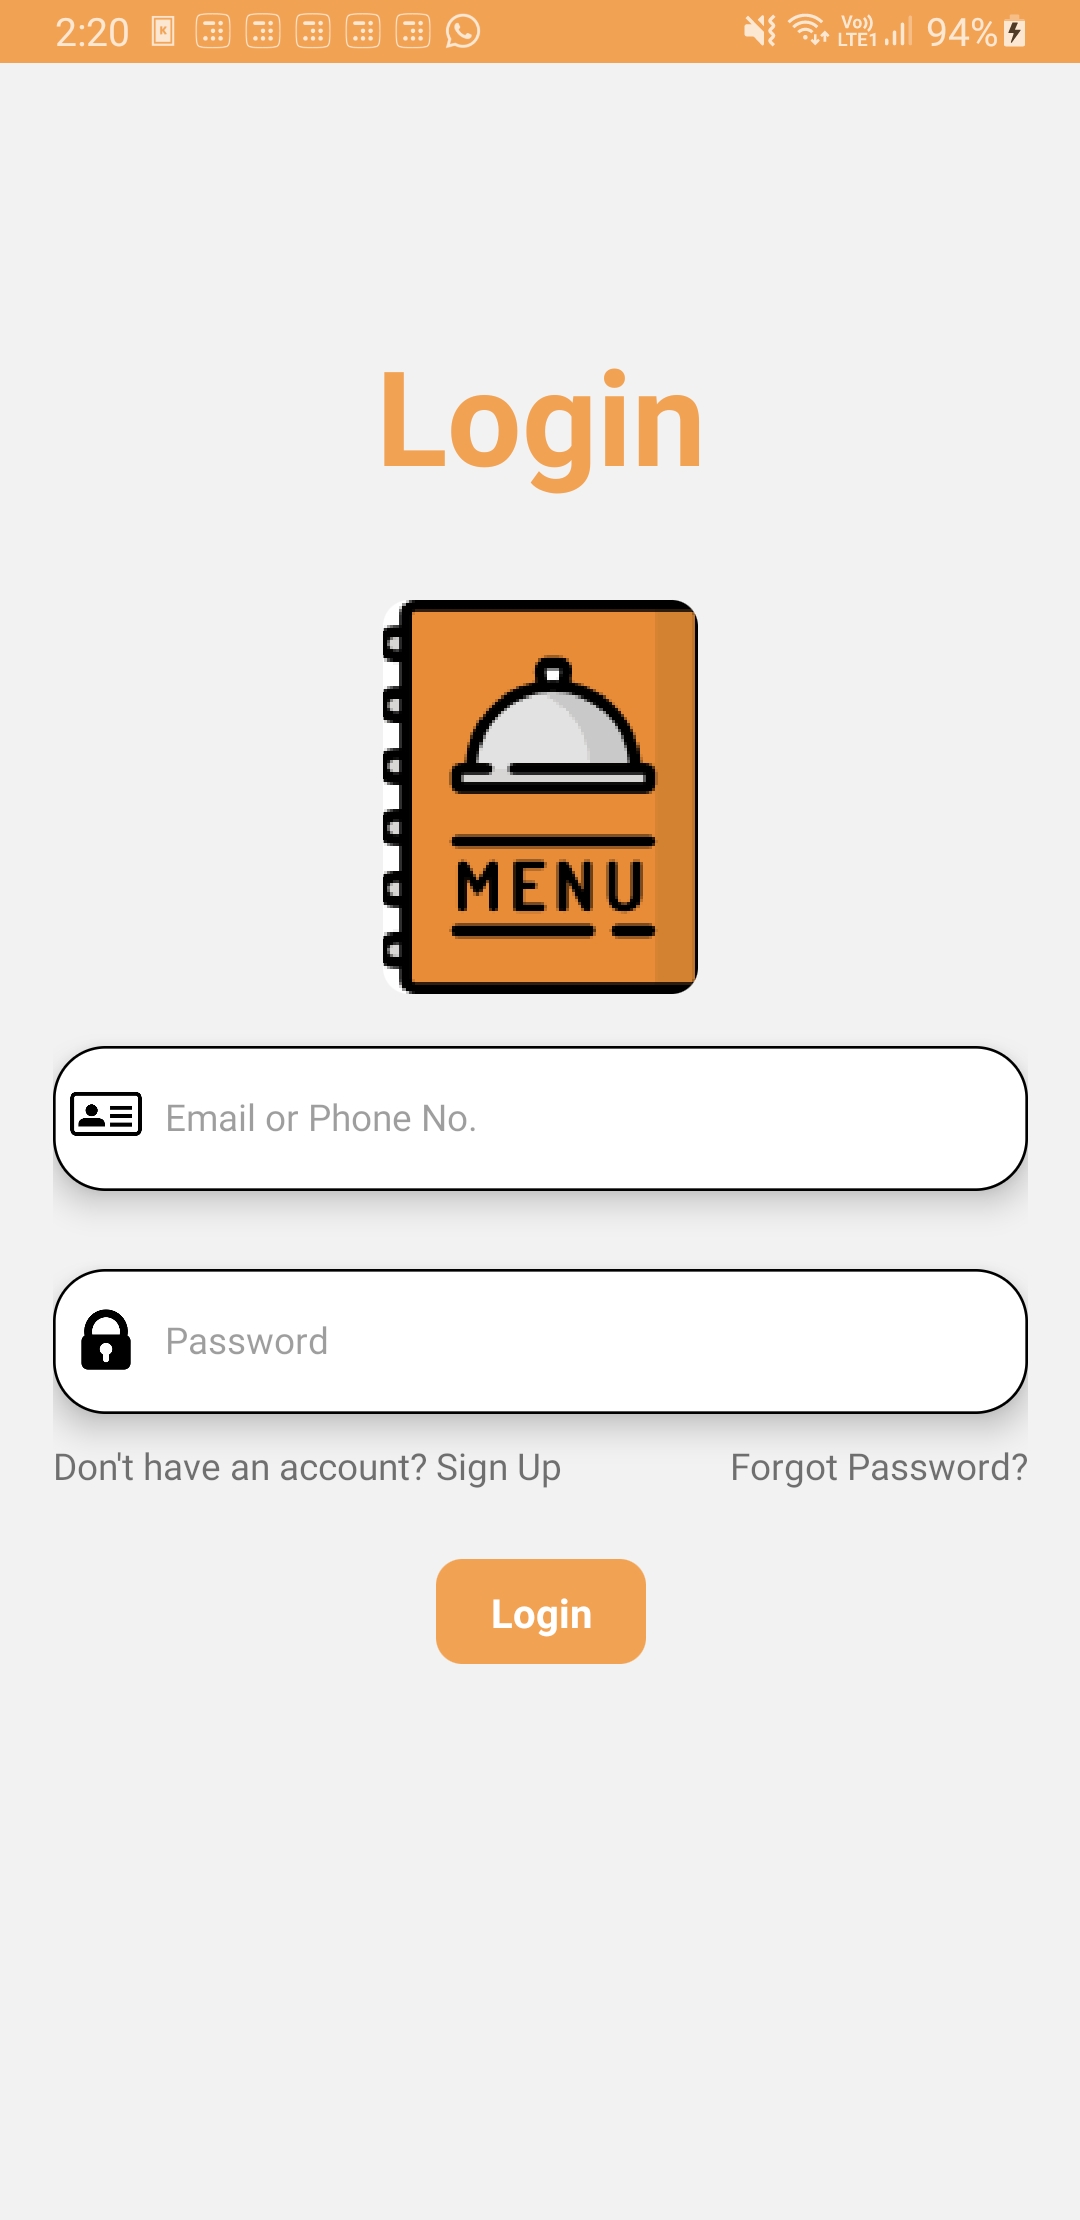 2:20 K Vo)) LTE1 94%
Login
MENU
Email or Phone No.
Password
Don't have an account? Sign Up Forgot Password?
Login